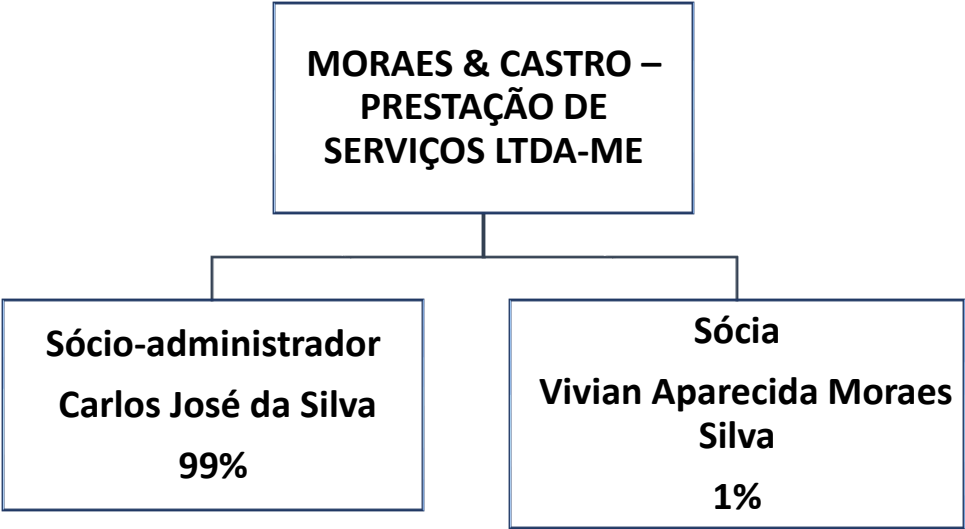 MORAES & CASTRO –
PRESTAÇÃO DE
SERVIÇOS LTDA-ME
Sócio-administrador
Carlos José da Silva
99%
Sócia
Vivian Aparecida Moraes
Silva
1%